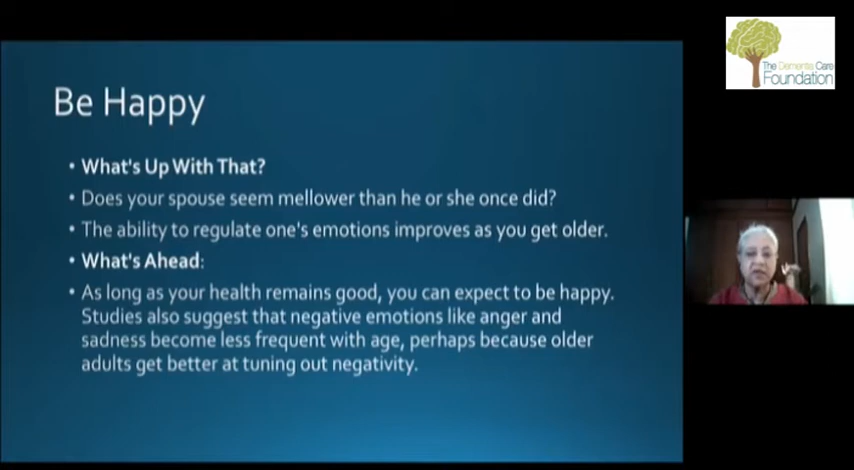 Be Happy
• What's Up With That?
• Does your spouse seem mellower than he or she once did?
• The ability to regulate one's emotions improves as you get older.
• What's Ahead:
• As long as your health remains good, you can expect to be happy.
Studies also suggest that negative emotions like anger and
sadness become less frequent with age, perhaps because older
adults get better at tuning out negativity.
The Dementia Care
Foundation